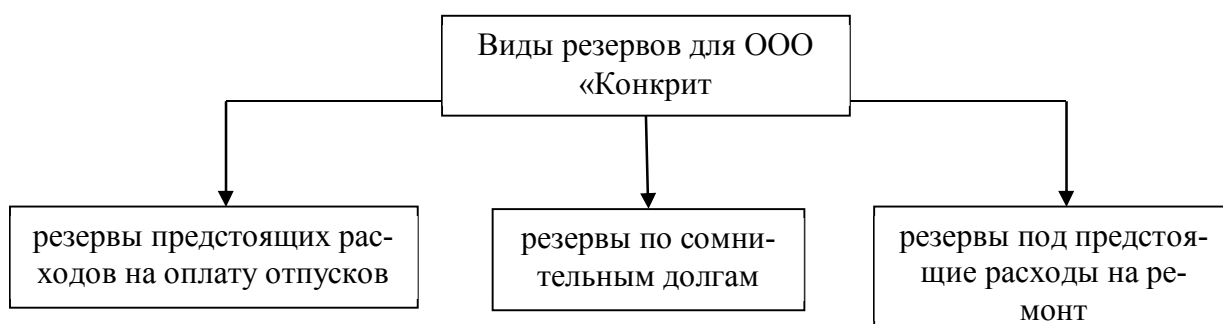 Виды резервов для ООО
«Конкрит
резервы предстоящих рас-
ходов на оплату отпусков
резервы по сомни-
тельным долгам
резервы под предстоя-
щие расходы на ре-
монт